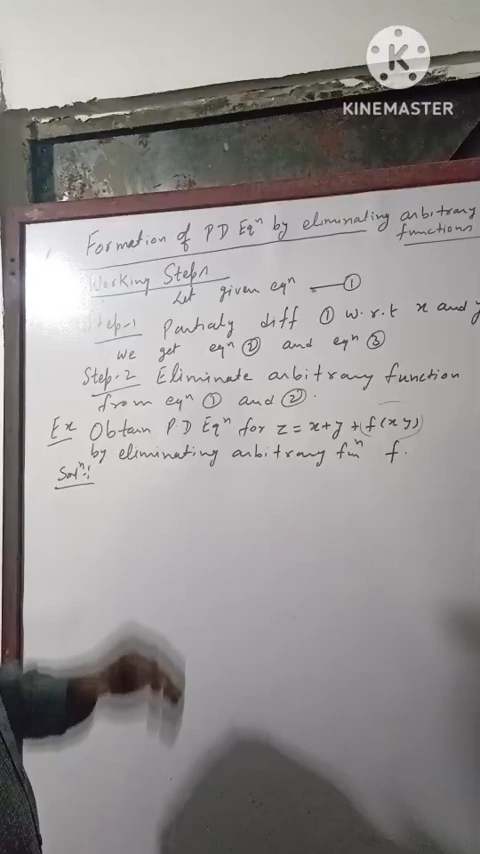 K
KINEMASTER
Formation of PD Eqⁿ by eliminating arbitrary
functions
Working Steps
Let given eqⁿ —①
Step-1 Partialy diff ① w.r.t x and y
we get eqⁿ ② and eqⁿ ③
Step-2 Eliminate arbitrary function
from eqⁿ ① and ②.
Ex Obtain PD Eqⁿ for z = x+y + f(xy)
by eliminating arbitrary fmⁿ f.
Solⁿ: